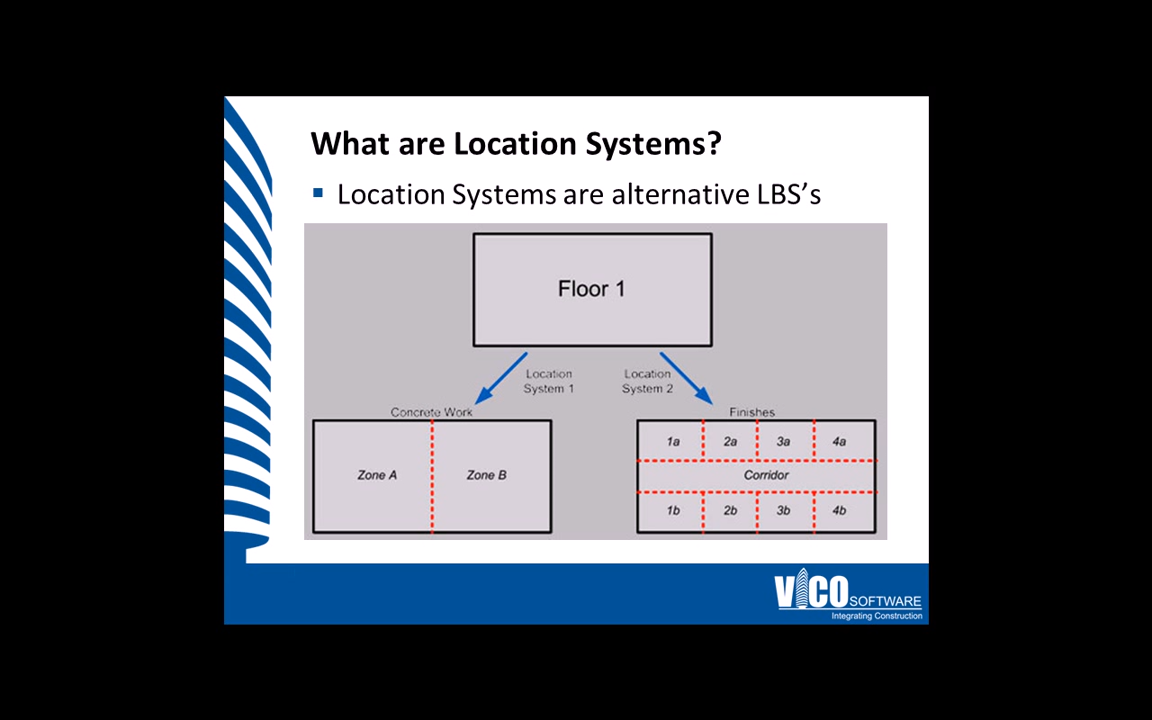 What are Location Systems?
Location Systems are alternative LBS's
Floor 1
Location
System 1
Location
System 2
Concrete Work
Finishes
Zone A
Zone B
1a
2a
3a
4a
Corridor
1b
2b
3b
4b
VICO SOFTWARE
Integrating Construction